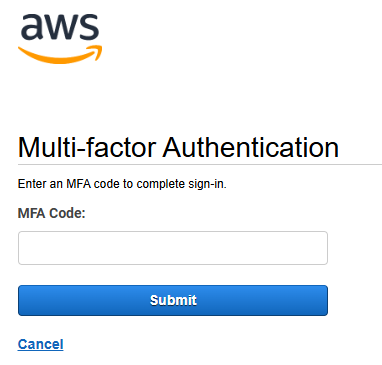 aws
Multi-factor Authentication
Enter an MFA code to complete sign-in.
MFA Code:
Submit
Cancel